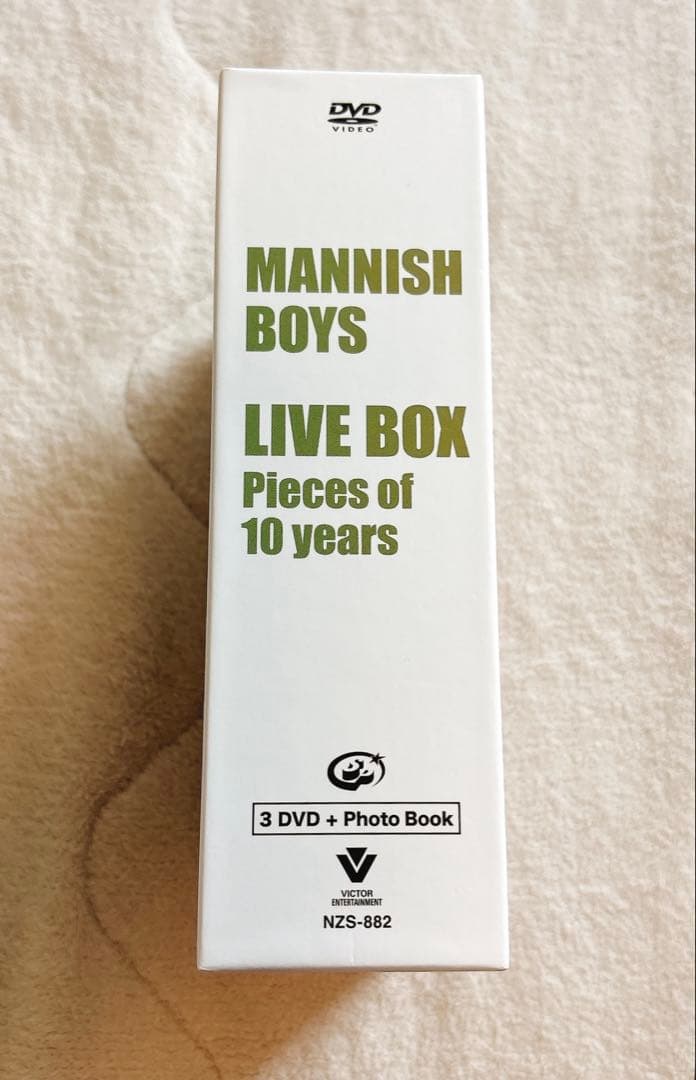 DVD
VIDEO
MANNISH
BOYS
LIVE BOX
Pieces of
10 years
3 DVD + Photo Book
VICTOR
ENTERTAINMENT
NZS-882